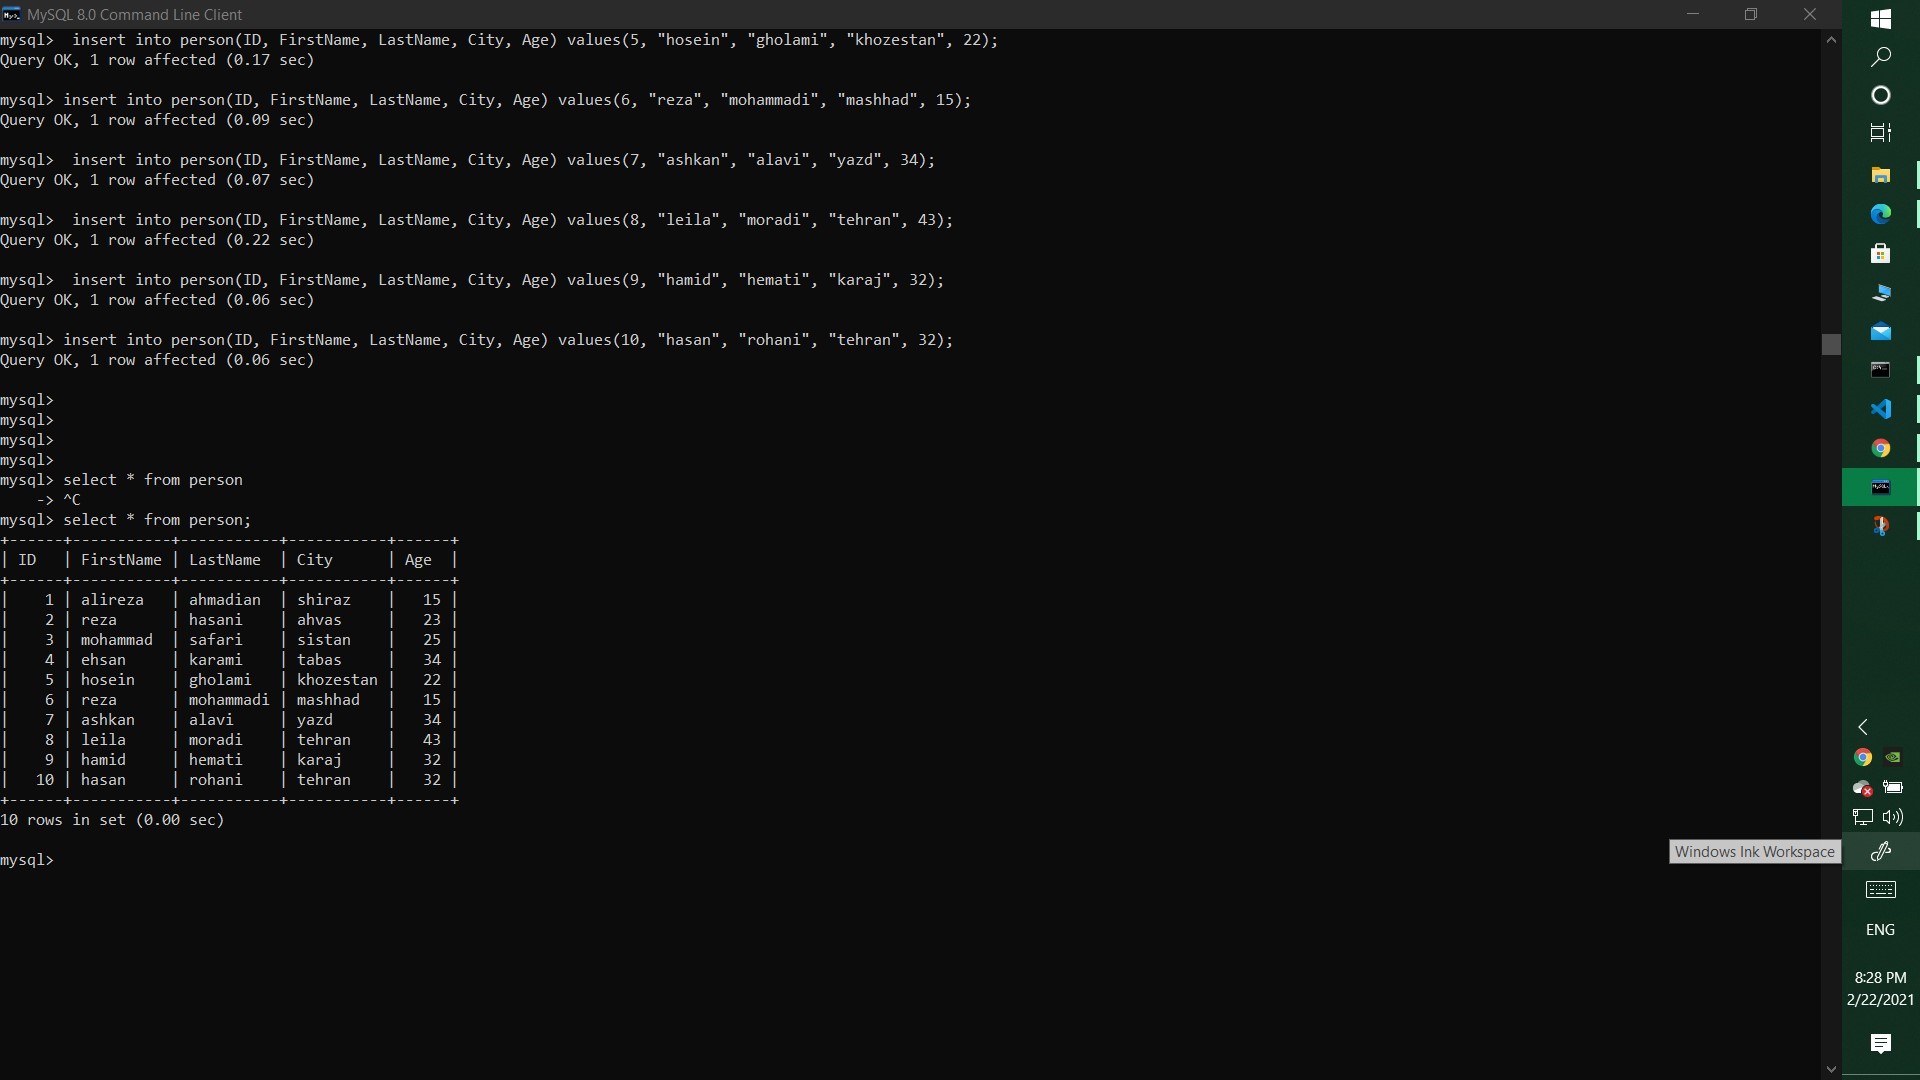 MySQL 8.0 Command Line Client
mysql>  insert into person(ID, FirstName, LastName, City, Age) values(5, "hosein", "gholami", "khozestan", 22);
Query OK, 1 row affected (0.17 sec)
mysql> insert into person(ID, FirstName, LastName, City, Age) values(6, "reza", "mohammadi", "mashhad", 15);
Query OK, 1 row affected (0.09 sec)
mysql>  insert into person(ID, FirstName, LastName, City, Age) values(7, "ashkan", "alavi", "yazd", 34);
Query OK, 1 row affected (0.07 sec)
mysql>  insert into person(ID, FirstName, LastName, City, Age) values(8, "leila", "moradi", "tehran", 43);
Query OK, 1 row affected (0.22 sec)
mysql>  insert into person(ID, FirstName, LastName, City, Age) values(9, "hamid", "hemati", "karaj", 32);
Query OK, 1 row affected (0.06 sec)
mysql> insert into person(ID, FirstName, LastName, City, Age) values(10, "hasan", "rohani", "tehran", 32);
Query OK, 1 row affected (0.06 sec)
mysql>
mysql>
mysql>
mysql>
mysql> select * from person
    -> ^C
mysql> select * from person;
+------+-----------+-----------+-----------+------+
| ID   | FirstName | LastName  | City      | Age  |
+------+-----------+-----------+-----------+------+
|    1 | alireza   | ahmadian  | shiraz    |   15 |
|    2 | reza      | hasani    | ahvas     |   23 |
|    3 | mohammad  | safari    | sistan    |   25 |
|    4 | ehsan     | karami    | tabas     |   34 |
|    5 | hosein    | gholami   | khozestan |   22 |
|    6 | reza      | mohammadi | mashhad   |   15 |
|    7 | ashkan    | alavi     | yazd      |   34 |
|    8 | leila     | moradi    | tehran    |   43 |
|    9 | hamid     | hemati    | karaj     |   32 |
|   10 | hasan     | rohani    | tehran    |   32 |
+------+-----------+-----------+-----------+------+
10 rows in set (0.00 sec)
mysql>
Windows Ink Workspace
ENG
8:28 PM
2/22/2021